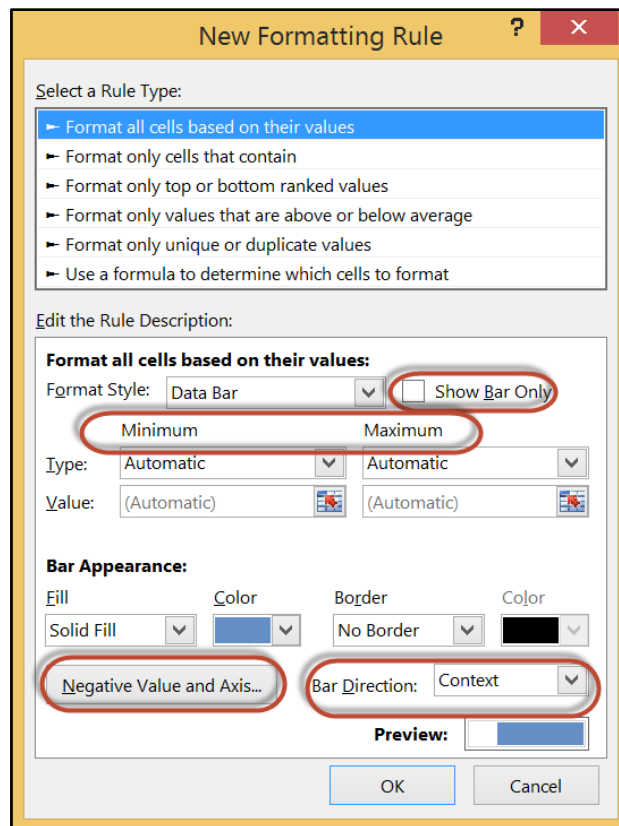 New Formatting Rule ?
Select a Rule Type:
► Format all cells based on their values
► Format only cells that contain
► Format only top or bottom ranked values
► Format only values that are above or below average
► Format only unique or duplicate values
► Use a formula to determine which cells to format
Edit the Rule Description:
Format all cells based on their values:
Format Style: Data Bar Show Bar Only
Minimum Maximum
Type: Automatic Automatic
Value: (Automatic) (Automatic)
Bar Appearance:
Fill Color Border Color
Solid Fill No Border
Negative Value and Axis... Bar Direction: Context
Preview:
OK Cancel